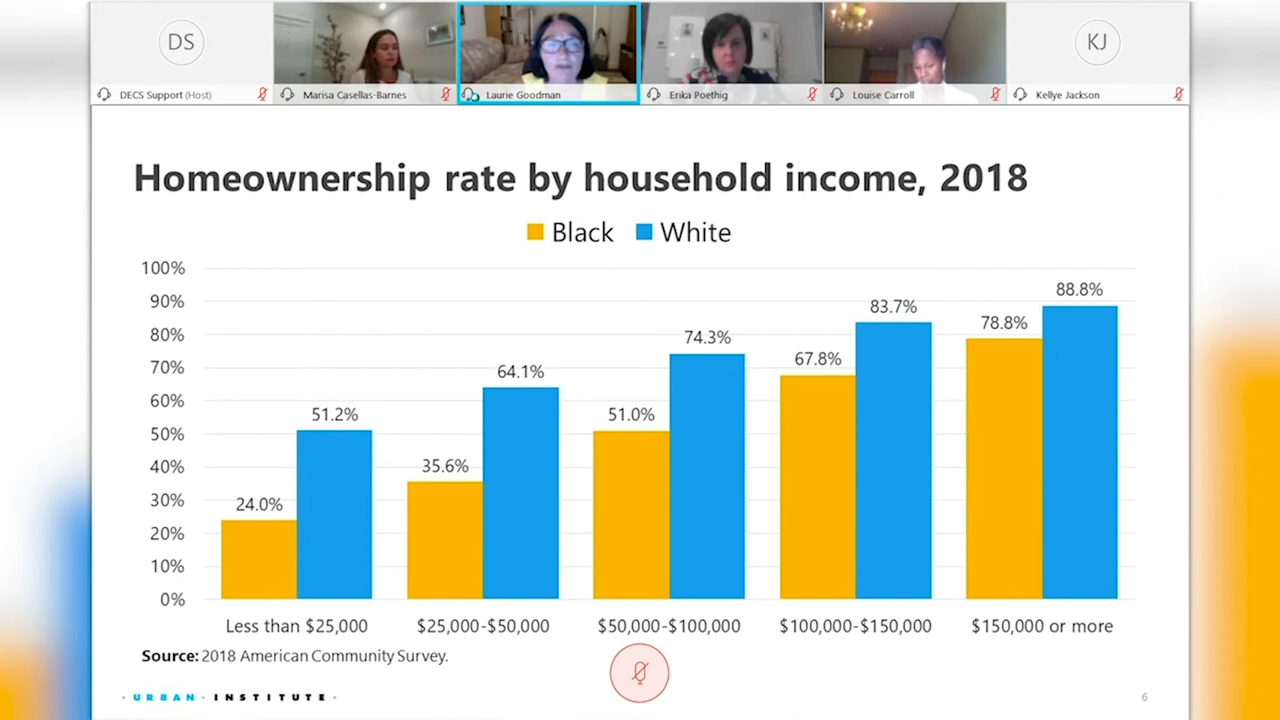 DS
KJ
DECS Support (Host)
Marisa Casellas-Barnes
Laurie Goodman
Erika Poethig
Louise Carroll
Kellye Jackson
Homeownership rate by household income, 2018
Black White
100%
90%
80%
70%
60%
50%
40%
30%
20%
10%
0%
24.0%
51.2%
35.6%
64.1%
51.0%
74.3%
67.8%
83.7%
78.8%
88.8%
Less than $25,000
$25,000-$50,000
$50,000-$100,000
$100,000-$150,000
$150,000 or more
Source: 2018 American Community Survey.
· URBAN · INSTITUTE ·
6